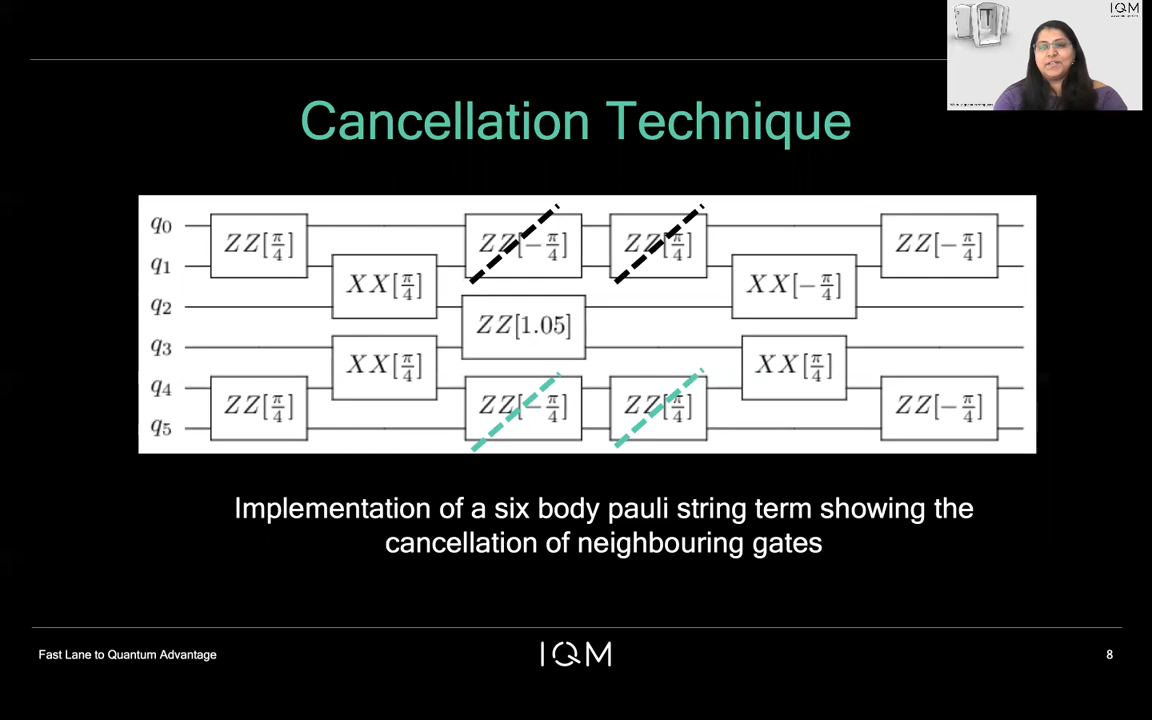 IQM
Cancellation Technique
q₀ ZZ[π/4] ZZ[-π/4] ZZ[π/4] ZZ[-π/4]
q₁ XX[π/4] XX[-π/4]
q₂ ZZ[1.05]
q₃ XX[π/4] XX[π/4]
q₄ ZZ[π/4] ZZ[-π/4] ZZ[π/4] ZZ[-π/4]
q₅
Implementation of a six body pauli string term showing the
cancellation of neighbouring gates
Fast Lane to Quantum Advantage
IQM
8